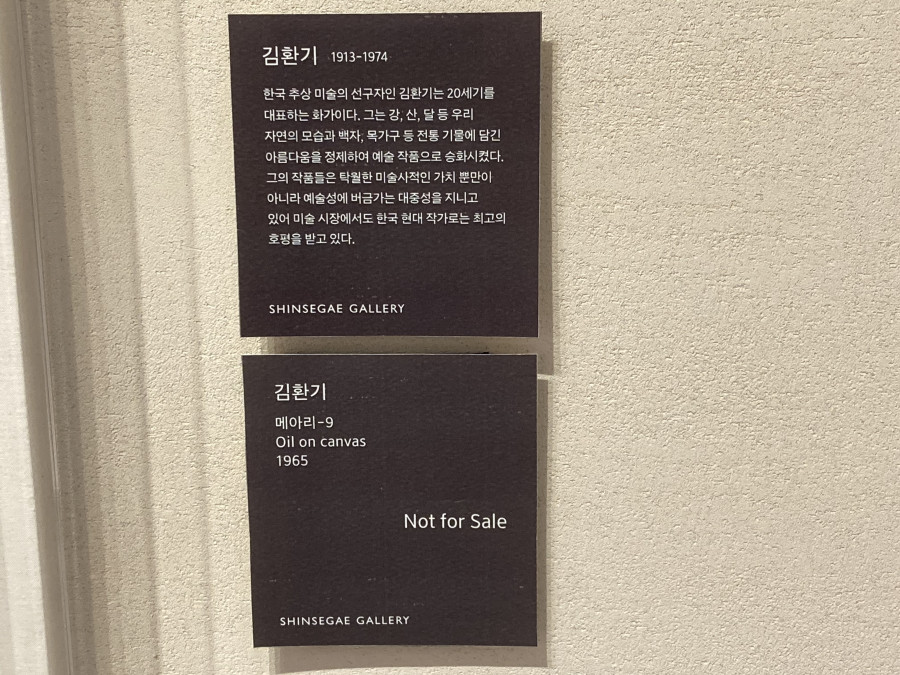 김환기 1913-1974
한국 추상 미술의 선구자인 김환기는 20세기를
대표하는 화가이다. 그는 강, 산, 달 등 우리
자연의 모습과 백자, 목가구 등 전통 기물에 담긴
아름다움을 정제하여 예술 작품으로 승화시켰다.
그의 작품들은 탁월한 미술사적인 가치 뿐만이
아니라 예술성에 버금가는 대중성을 지니고
있어 미술 시장에서도 한국 현대 작가로는 최고의
호평을 받고 있다.
SHINSEGAE GALLERY
김환기
메아리-9
Oil on canvas
1965
Not for Sale
SHINSEGAE GALLERY